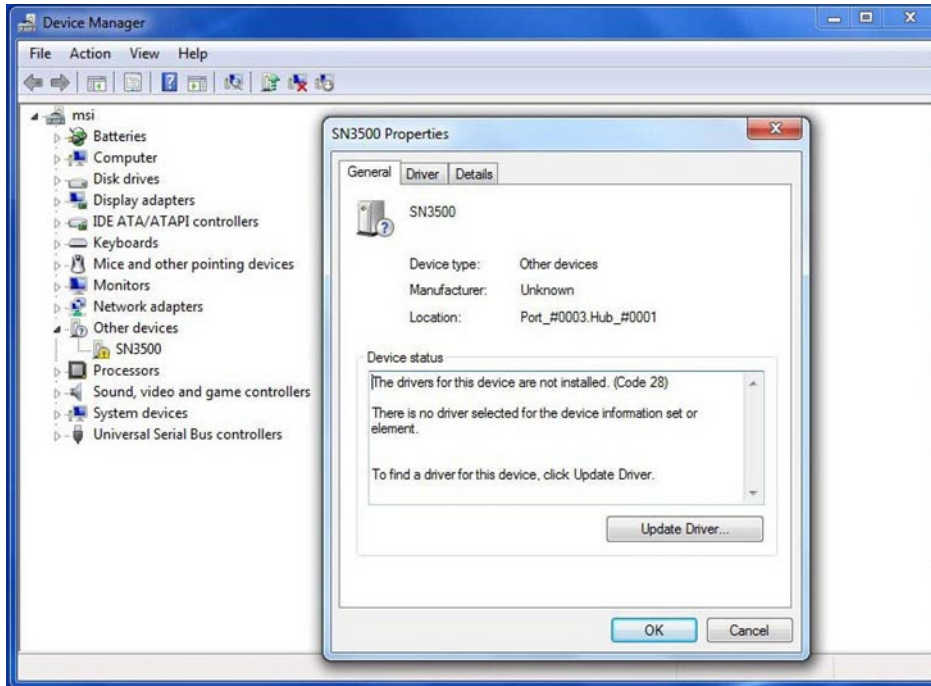 Device Manager
File Action View Help
msi
Batteries
Computer
Disk drives
Display adapters
IDE ATA/ATAPI controllers
Keyboards
Mice and other pointing devices
Monitors
Network adapters
Other devices
SN3500
Processors
Sound, video and game controllers
System devices
Universal Serial Bus controllers
SN3500 Properties
General Driver Details
SN3500
Device type: Other devices
Manufacturer: Unknown
Location: Port_#0003.Hub_#0001
Device status
The drivers for this device are not installed. (Code 28)
There is no driver selected for the device information set or
element.
To find a driver for this device, click Update Driver.
Update Driver...
OK Cancel